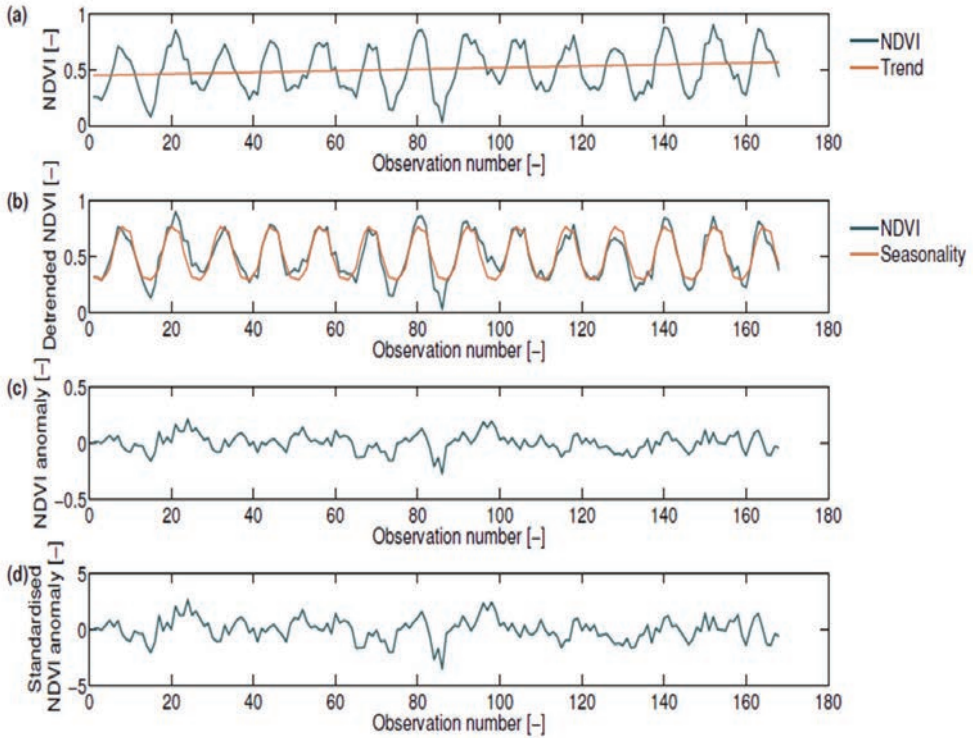 (a)
1
0.5
0
NDVI [–]
0 20 40 60 80 100 120 140 160 180
Observation number [–]
NDVI
Trend
(b)
1
0.5
0
Detrended NDVI [–]
0 20 40 60 80 100 120 140 160 180
Observation number [–]
NDVI
Seasonality
(c)
0.5
0
–0.5
NDVI anomaly [–]
0 20 40 60 80 100 120 140 160 180
Observation number [–]
(d)
5
0
–5
Standardised
NDVI anomaly [–]
0 20 40 60 80 100 120 140 160 180
Observation number [–]